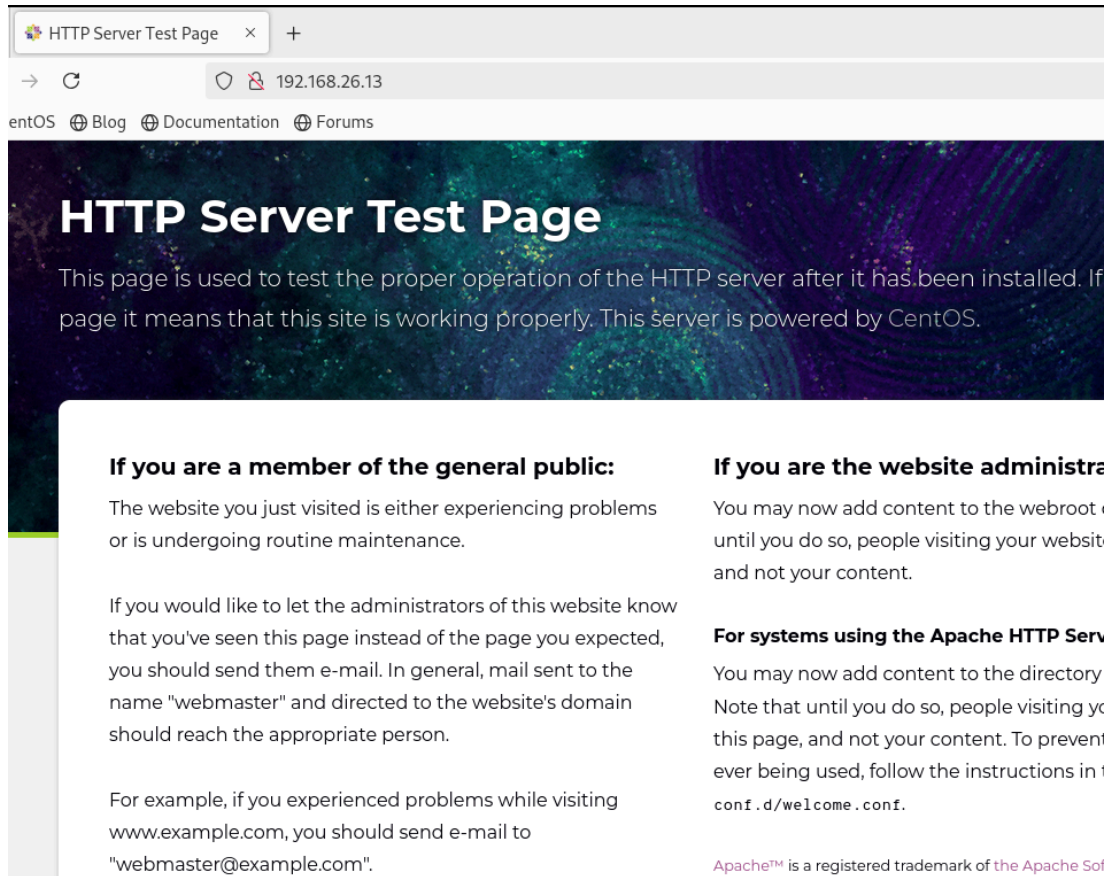 HTTP Server Test Page
192.168.26.13
entOS Blog Documentation Forums
HTTP Server Test Page
This page is used to test the proper operation of the HTTP server after it has been installed. If
page it means that this site is working properly. This server is powered by CentOS.
If you are a member of the general public:
The website you just visited is either experiencing problems
or is undergoing routine maintenance.
If you would like to let the administrators of this website know
that you've seen this page instead of the page you expected,
you should send them e-mail. In general, mail sent to the
name "webmaster" and directed to the website's domain
should reach the appropriate person.
For example, if you experienced problems while visiting
www.example.com, you should send e-mail to
"webmaster@example.com".
If you are the website administra
You may now add content to the webroot
until you do so, people visiting your website
and not your content.
For systems using the Apache HTTP Serv
You may now add content to the directory
Note that until you do so, people visiting yo
this page, and not your content. To prevent
ever being used, follow the instructions in
conf.d/welcome.conf.
Apache™ is a registered trademark of the Apache Sof